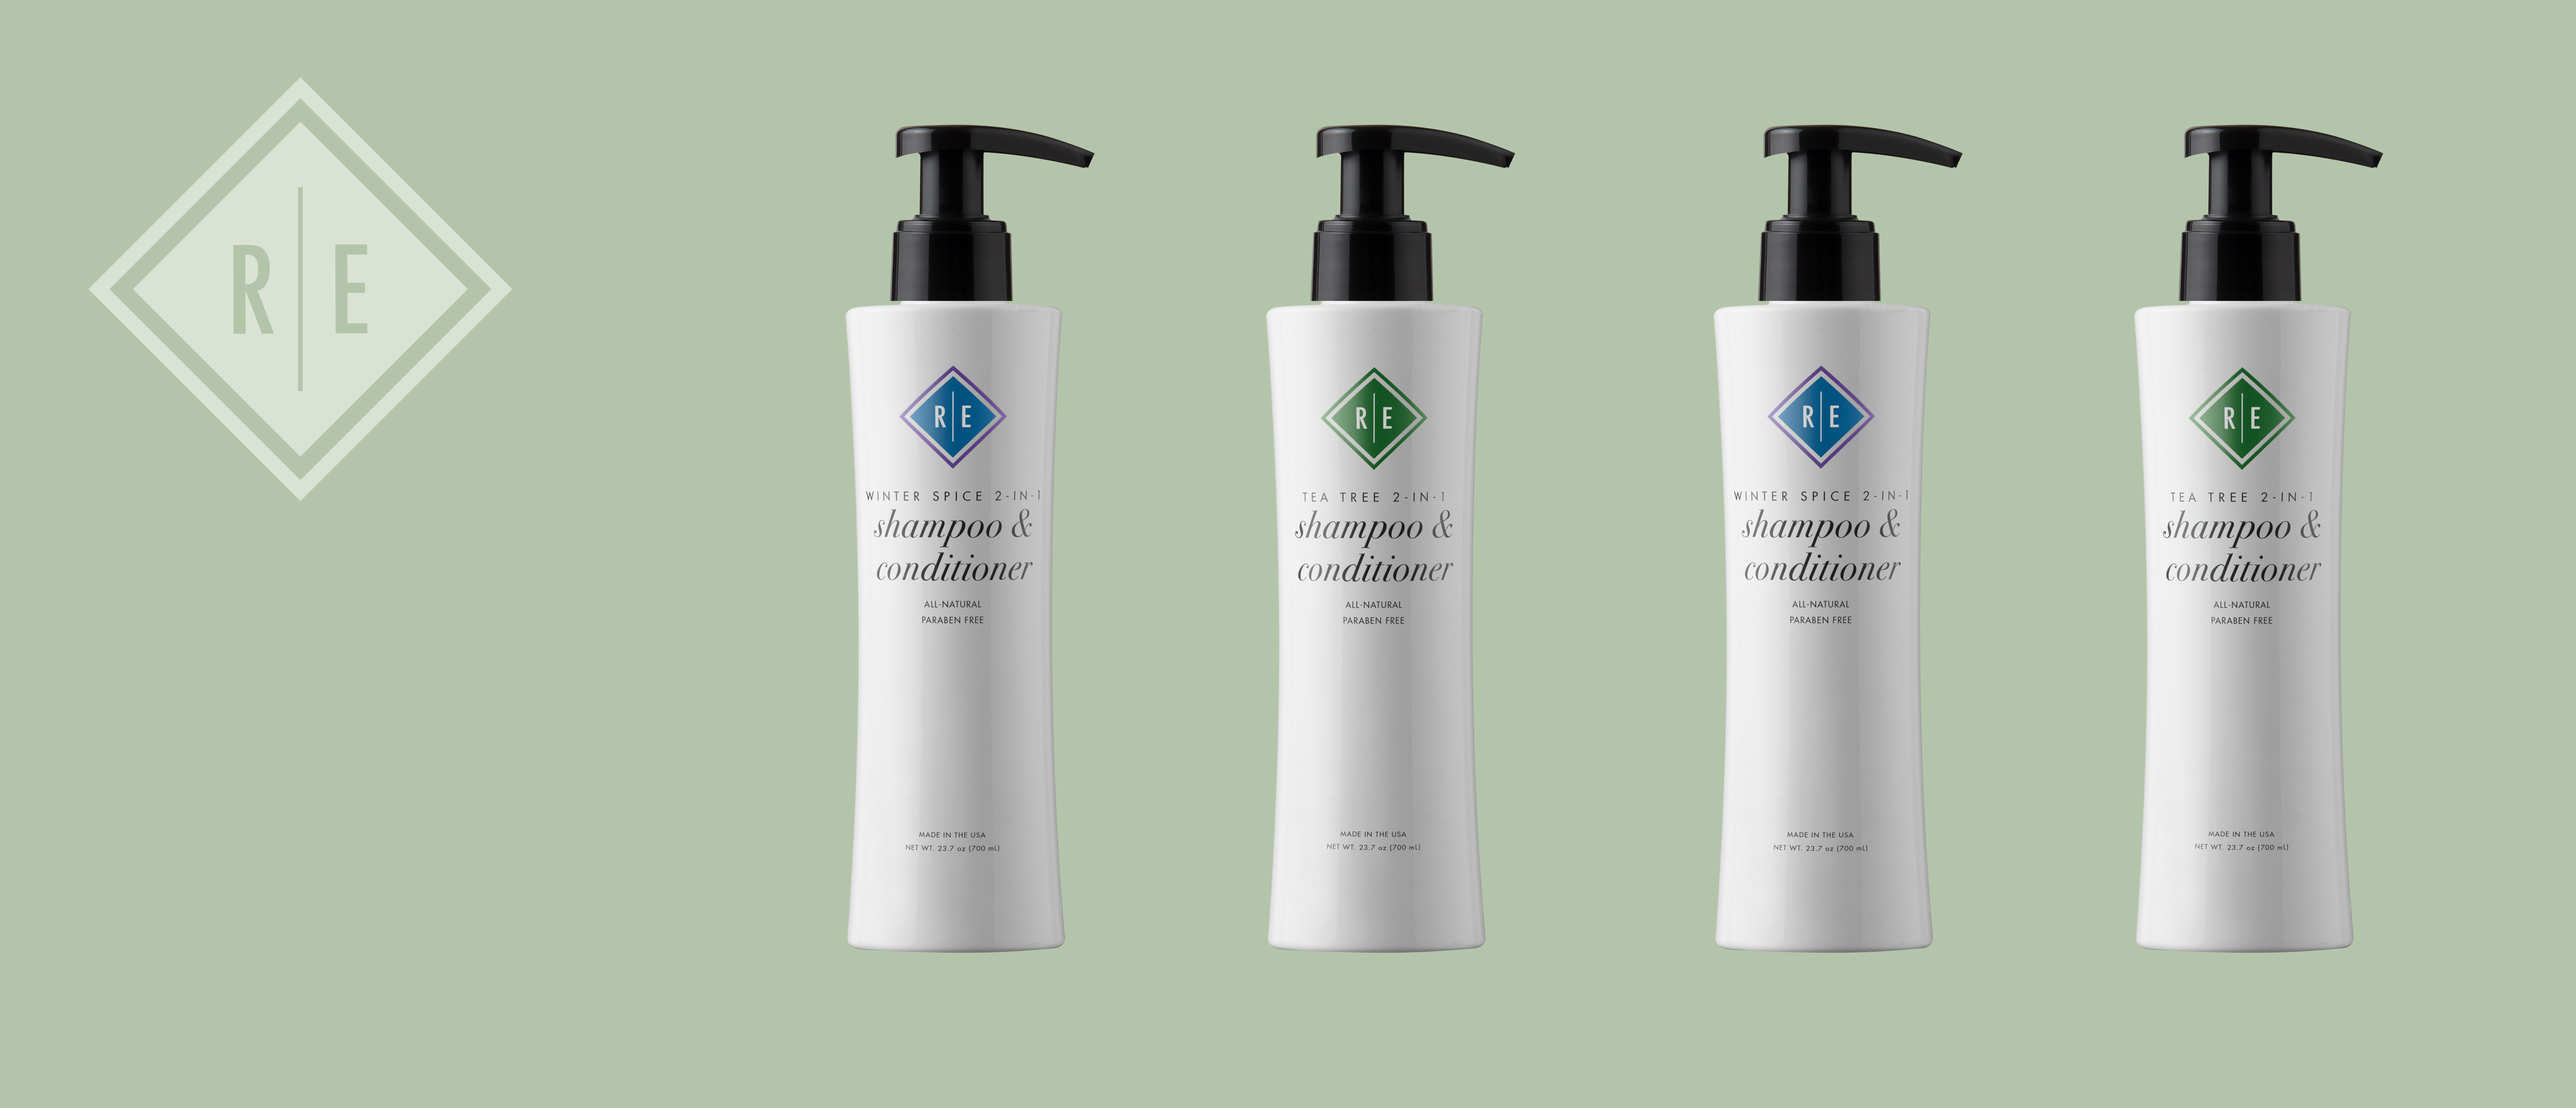 R|E
R|E
WINTER SPICE 2-IN-1
shampoo &
conditioner
ALL-NATURAL
PARABEN FREE
MADE IN THE USA
NET WT. 23.7 oz (700 mL)
R|E
TEA TREE 2-IN-1
shampoo &
conditioner
ALL-NATURAL
PARABEN FREE
MADE IN THE USA
NET WT. 23.7 oz (700 mL)
R|E
WINTER SPICE 2-IN-1
shampoo &
conditioner
ALL-NATURAL
PARABEN FREE
MADE IN THE USA
NET WT. 23.7 oz (700 mL)
R|E
TEA TREE 2-IN-1
shampoo &
conditioner
ALL-NATURAL
PARABEN FREE
MADE IN THE USA
NET WT. 23.7 oz (700 mL)